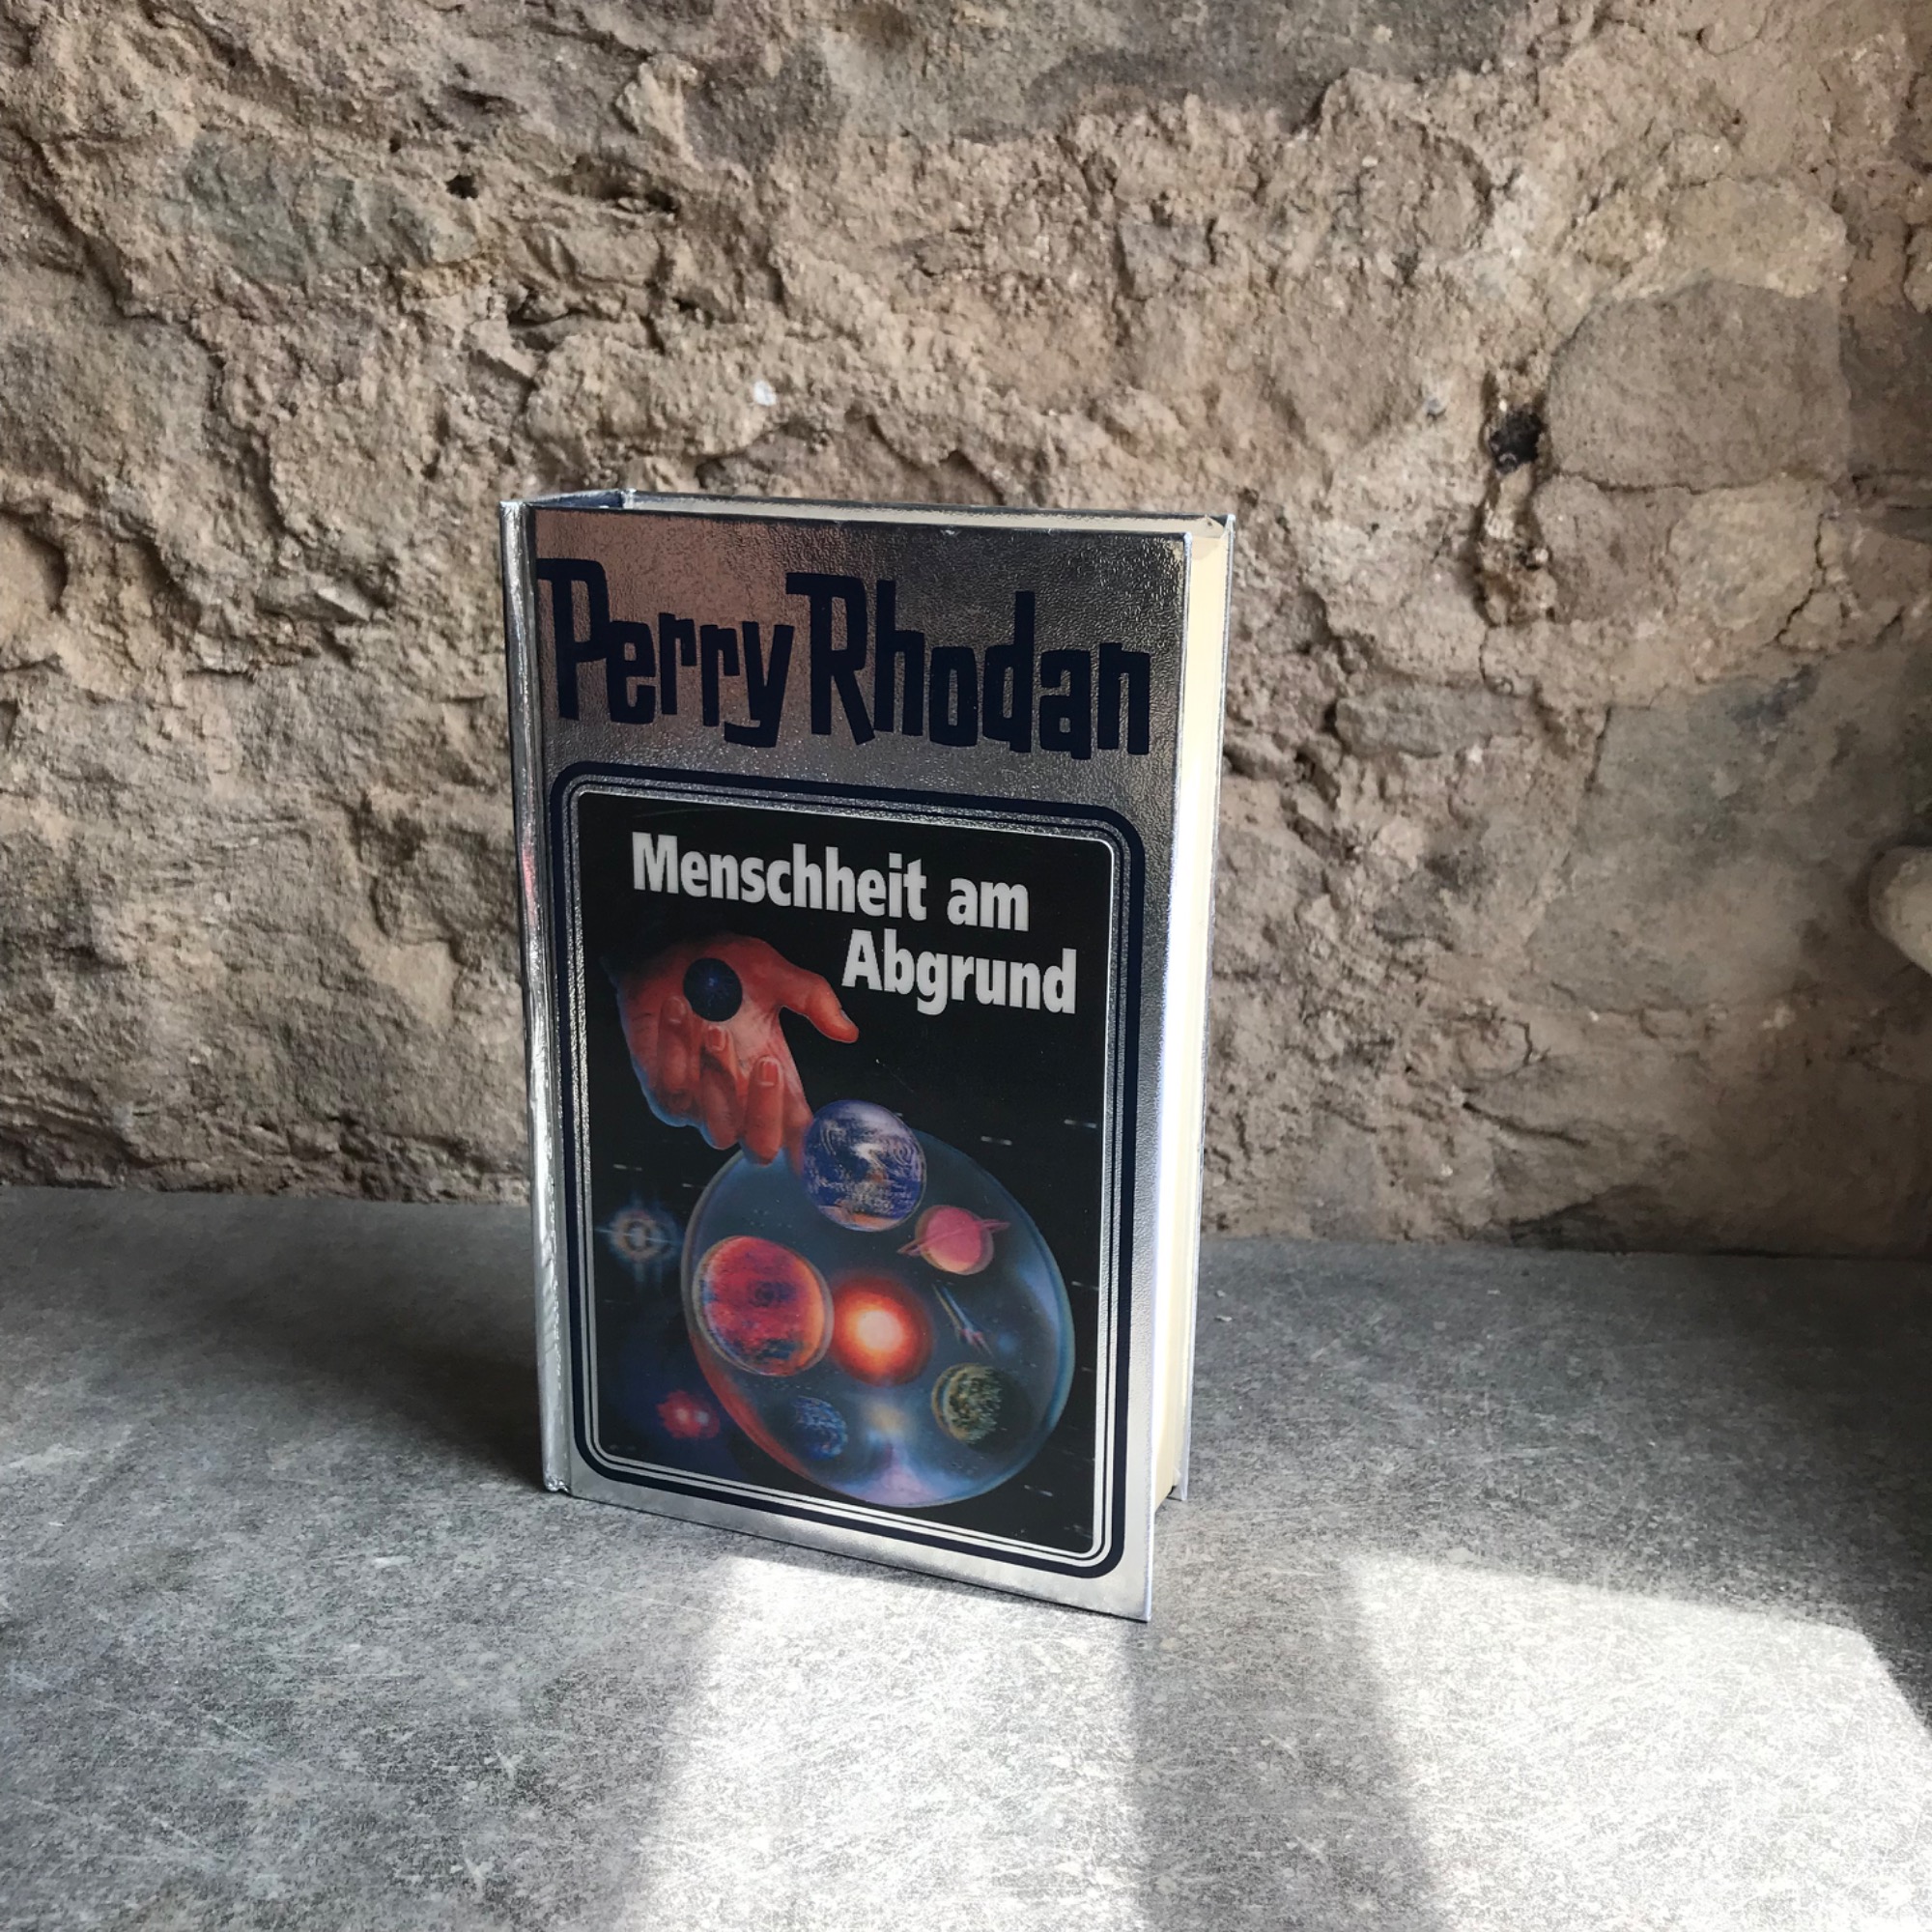 Perry Rhodan
Menschheit am
Abgrund